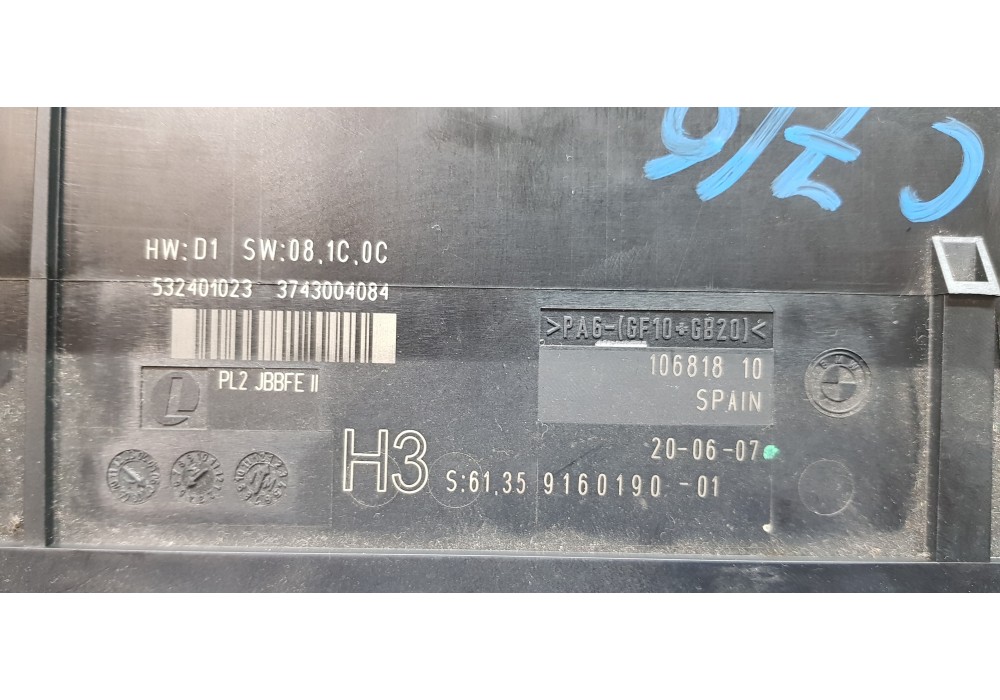 HW:D1 SW:08.1C.0C
532401023 3743004084
>PA6-(GF10+GB20)<
PL2 JBBFE II
106818 10
SPAIN
20-06-07
H3
S:61.35 9160190 -01